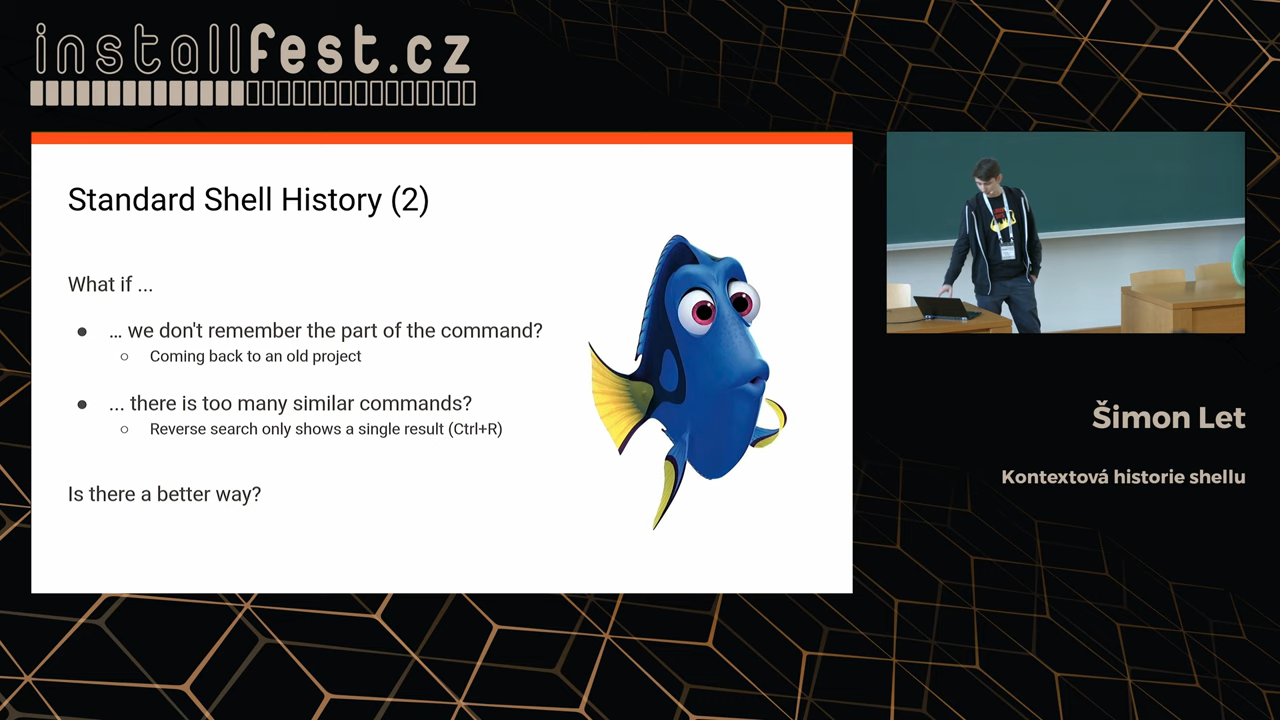 installfest.cz
Standard Shell History (2)
What if ...
● ... we don't remember the part of the command?
○ Coming back to an old project
● ... there is too many similar commands?
○ Reverse search only shows a single result (Ctrl+R)
Is there a better way?
Šimon Let
Kontextová historie shellu